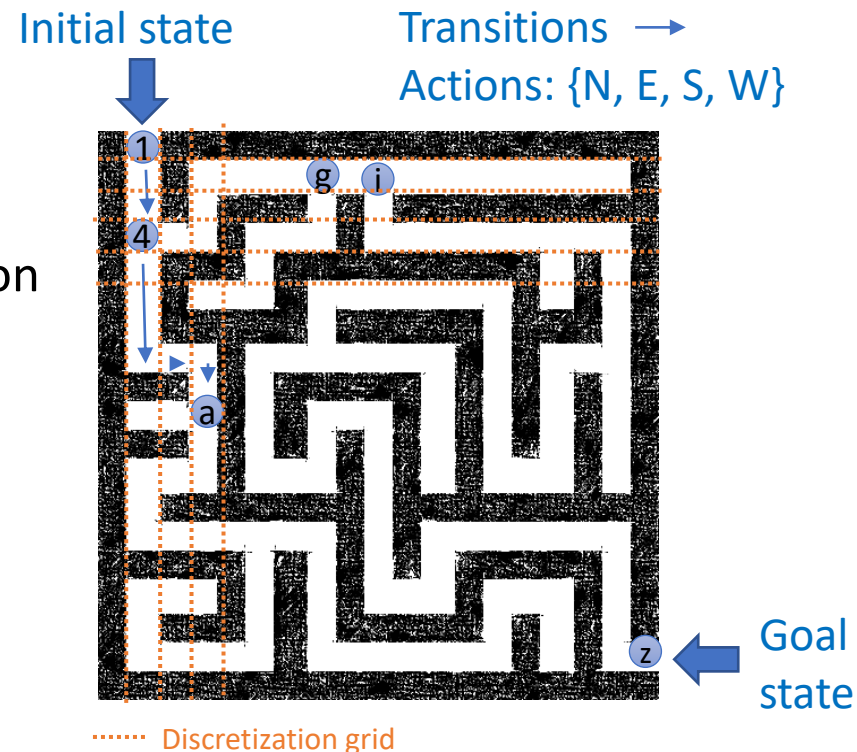 Initial state
Transitions
Actions: {N, E, S, W}
1
g
i
4
on
a
z
Goal
state
Discretization grid